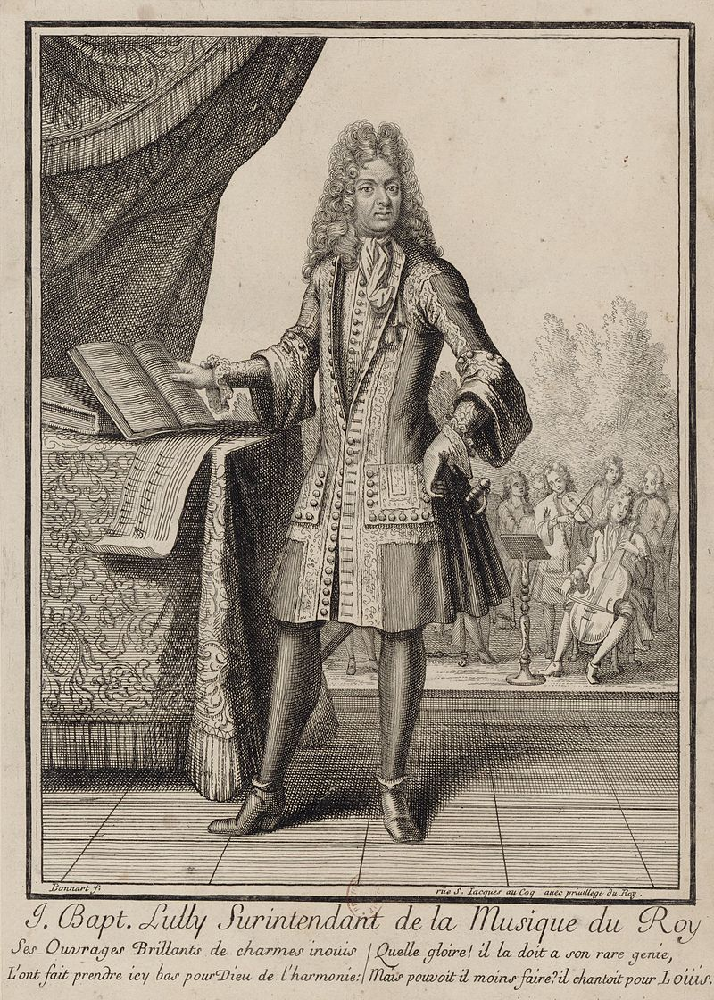 Bonnart f.
rüe S. Iacques au Coq avec priuillege du Roy.
J. Bapt. Lully Surintendant de la Musique du Roy
Ses Ouvrages Brillants de charmes inoüis
L'ont fait prendre icy bas pour Dieu de l'harmonie:
Quelle gloire! il la doit a son rare genie,
Mais pouvoit il moins faire? il chantoit pour Loüis.